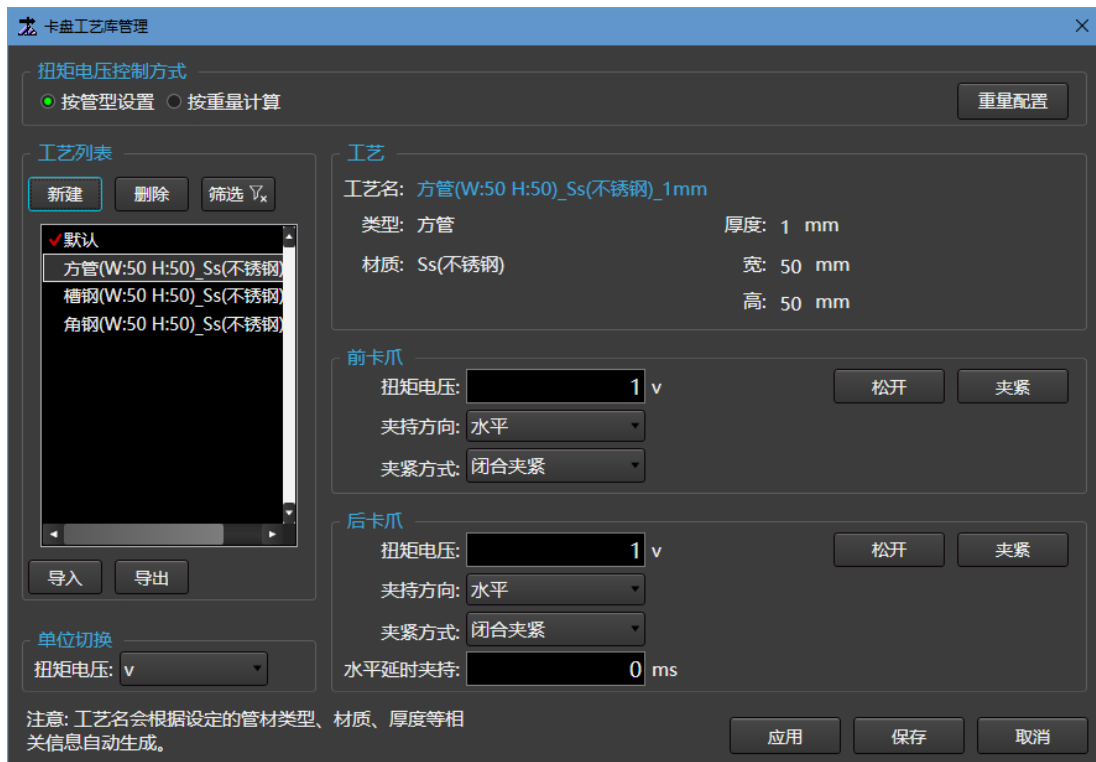 卡盘工艺库管理
扭矩电压控制方式
按管型设置 按重量计算 重量配置
工艺列表
新建 删除 筛选
默认
方管(W:50 H:50)_Ss(不锈钢)
槽钢(W:50 H:50)_Ss(不锈钢)
角钢(W:50 H:50)_Ss(不锈钢)
导入 导出
单位切换
扭矩电压: v
工艺
工艺名: 方管(W:50 H:50)_Ss(不锈钢)_1mm
类型: 方管 厚度: 1 mm
材质: Ss(不锈钢) 宽: 50 mm
高: 50 mm
前卡爪
扭矩电压: 1 v 松开 夹紧
夹持方向: 水平
夹紧方式: 闭合夹紧
后卡爪
扭矩电压: 1 v 松开 夹紧
夹持方向: 水平
夹紧方式: 闭合夹紧
水平延时夹持: 0 ms
注意: 工艺名会根据设定的管材类型、材质、厚度等相
关信息自动生成。
应用 保存 取消